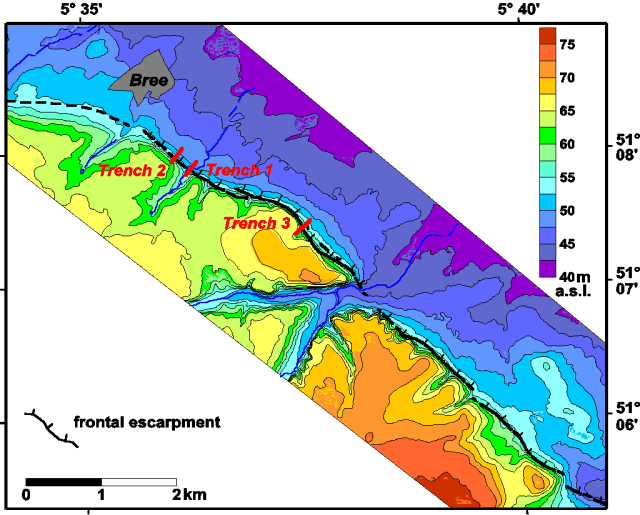 5° 35'
5° 40'
Bree
75
70
65
60
55
50
45
40 m
a.s.l.
51°
08'
Trench 2
Trench 1
Trench 3
51°
07'
51°
06'
frontal escarpment
0 1 2 km